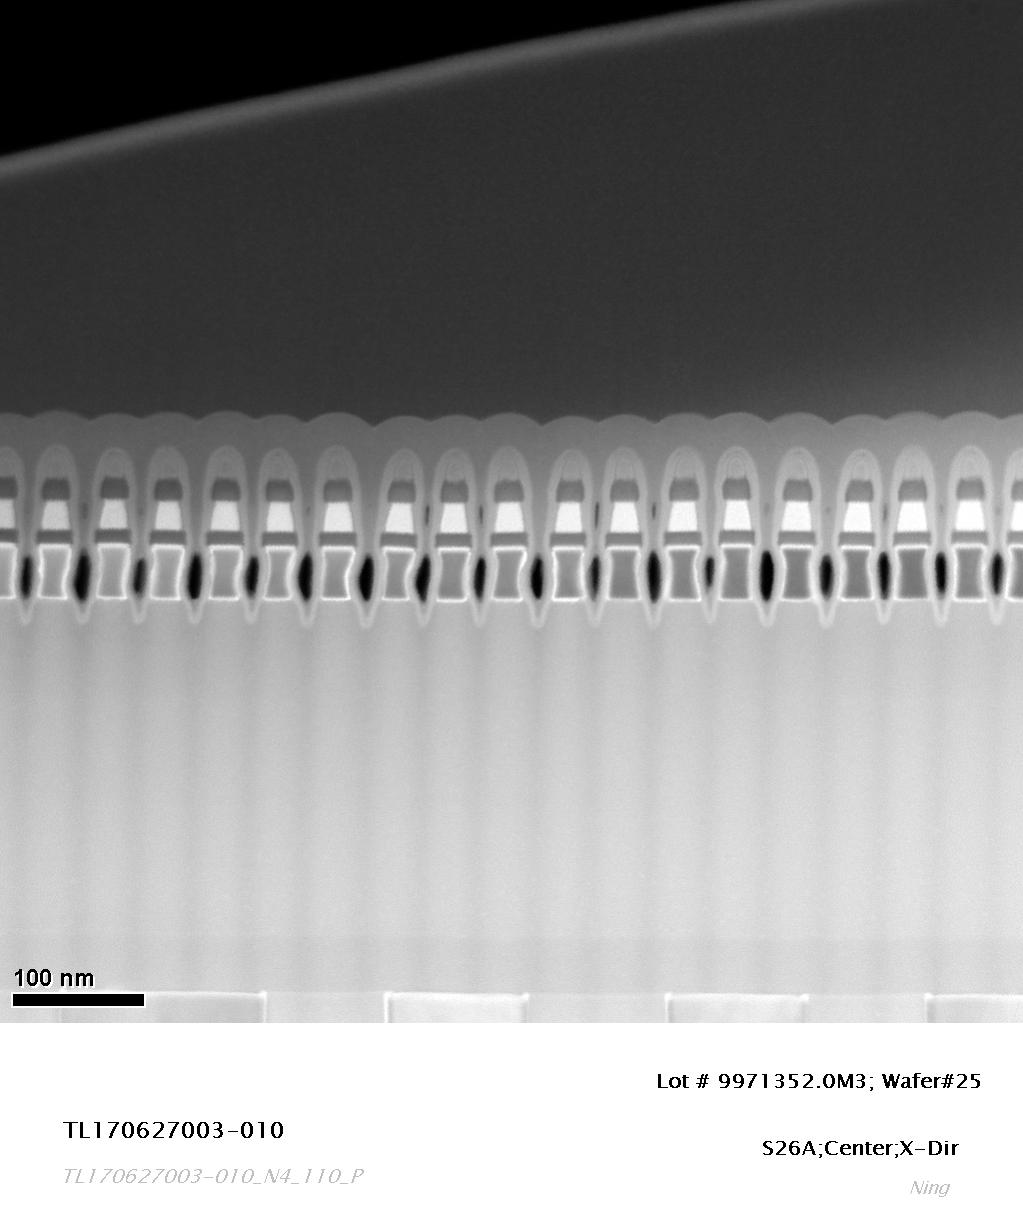 100 nm
Lot # 9971352.0M3; Wafer#25
TL170627003-010
S26A;Center;X-Dir
TL170627003-010_N4_110_P
Ning